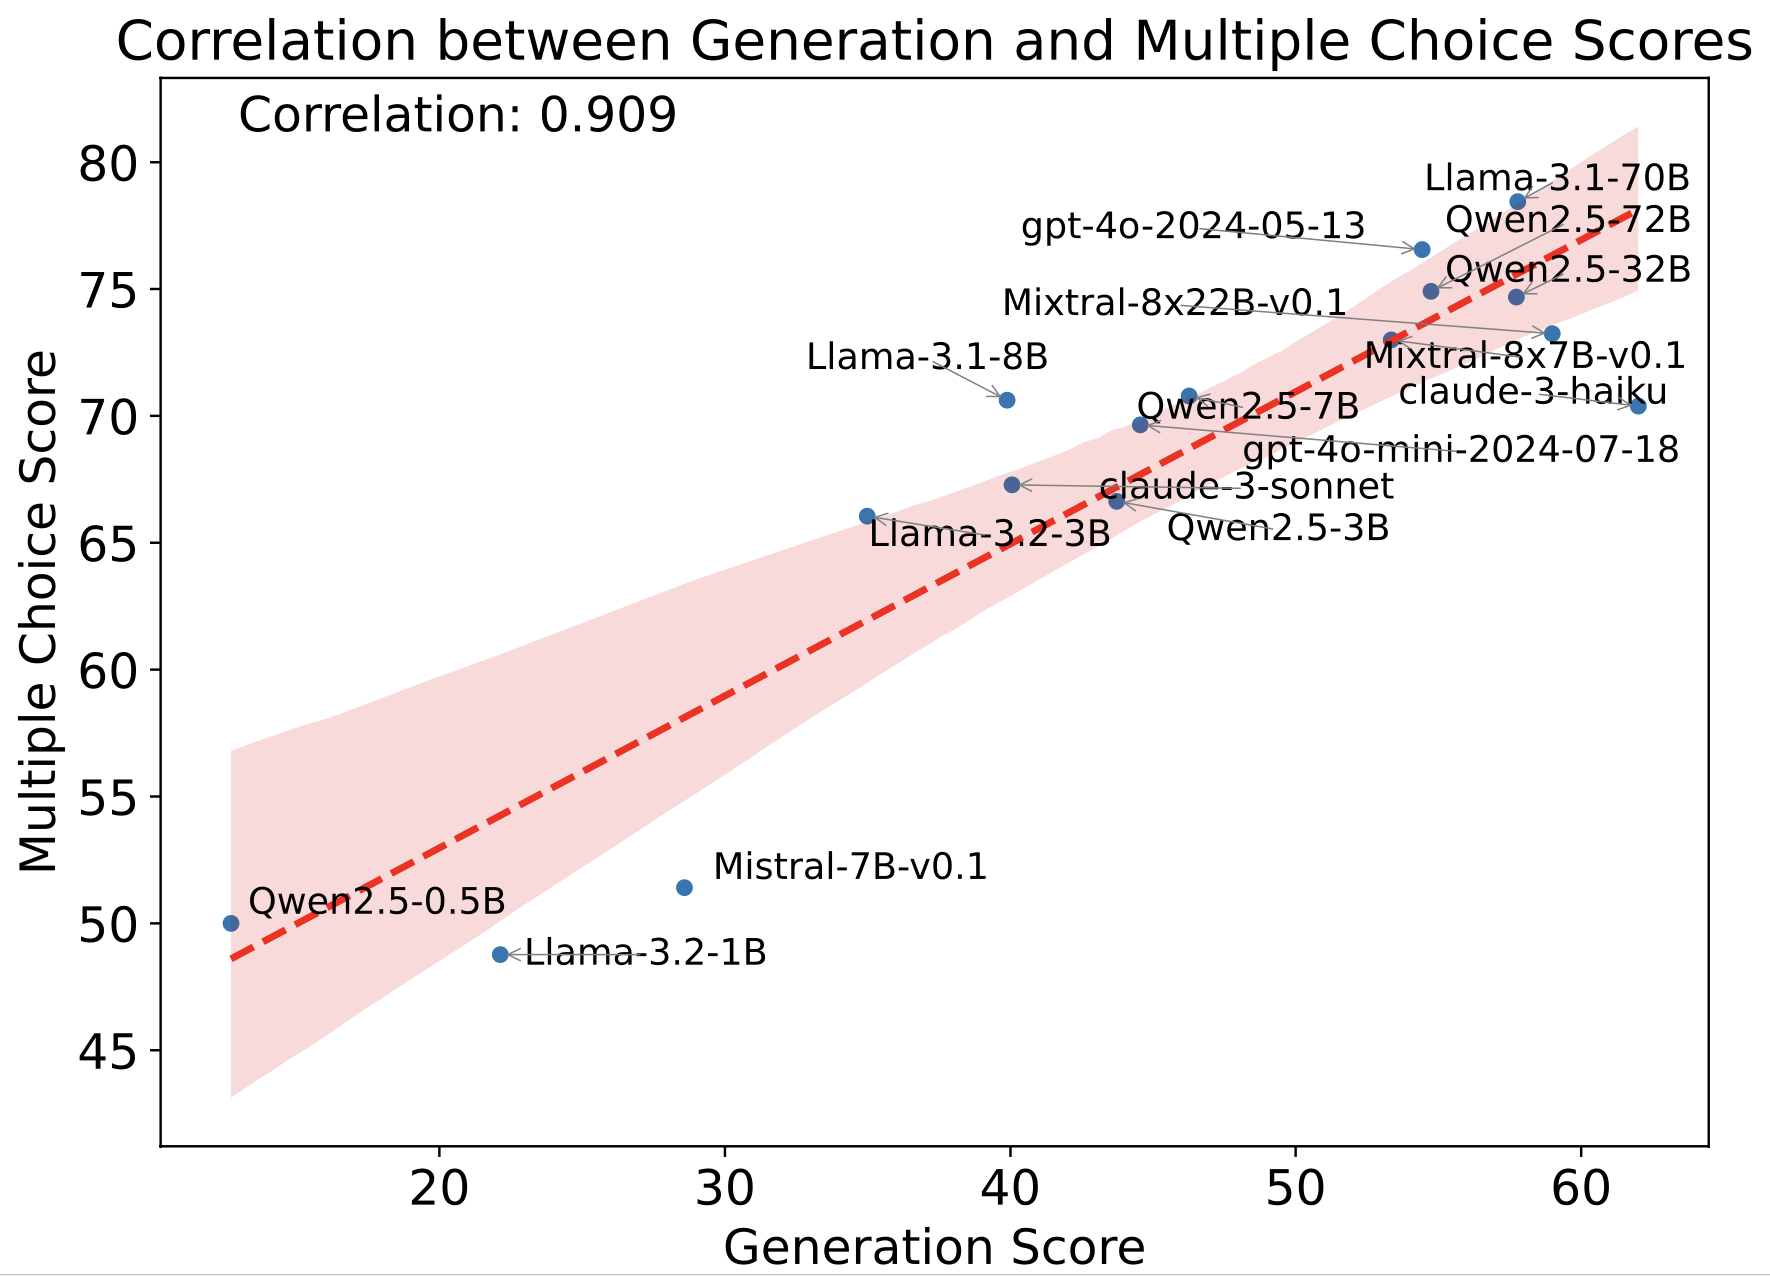 Correlation between Generation and Multiple Choice Scores
Correlation: 0.909
Multiple Choice Score
80
75
70
65
60
55
50
45
Llama-3.1-70B
gpt-4o-2024-05-13
Qwen2.5-72B
Qwen2.5-32B
Mixtral-8x22B-v0.1
Llama-3.1-8B
Mixtral-8x7B-v0.1
claude-3-haiku
Qwen2.5-7B
gpt-4o-mini-2024-07-18
claude-3-sonnet
Qwen2.5-3B
Llama-3.2-3B
Mistral-7B-v0.1
Qwen2.5-0.5B
Llama-3.2-1B
20 30 40 50 60
Generation Score